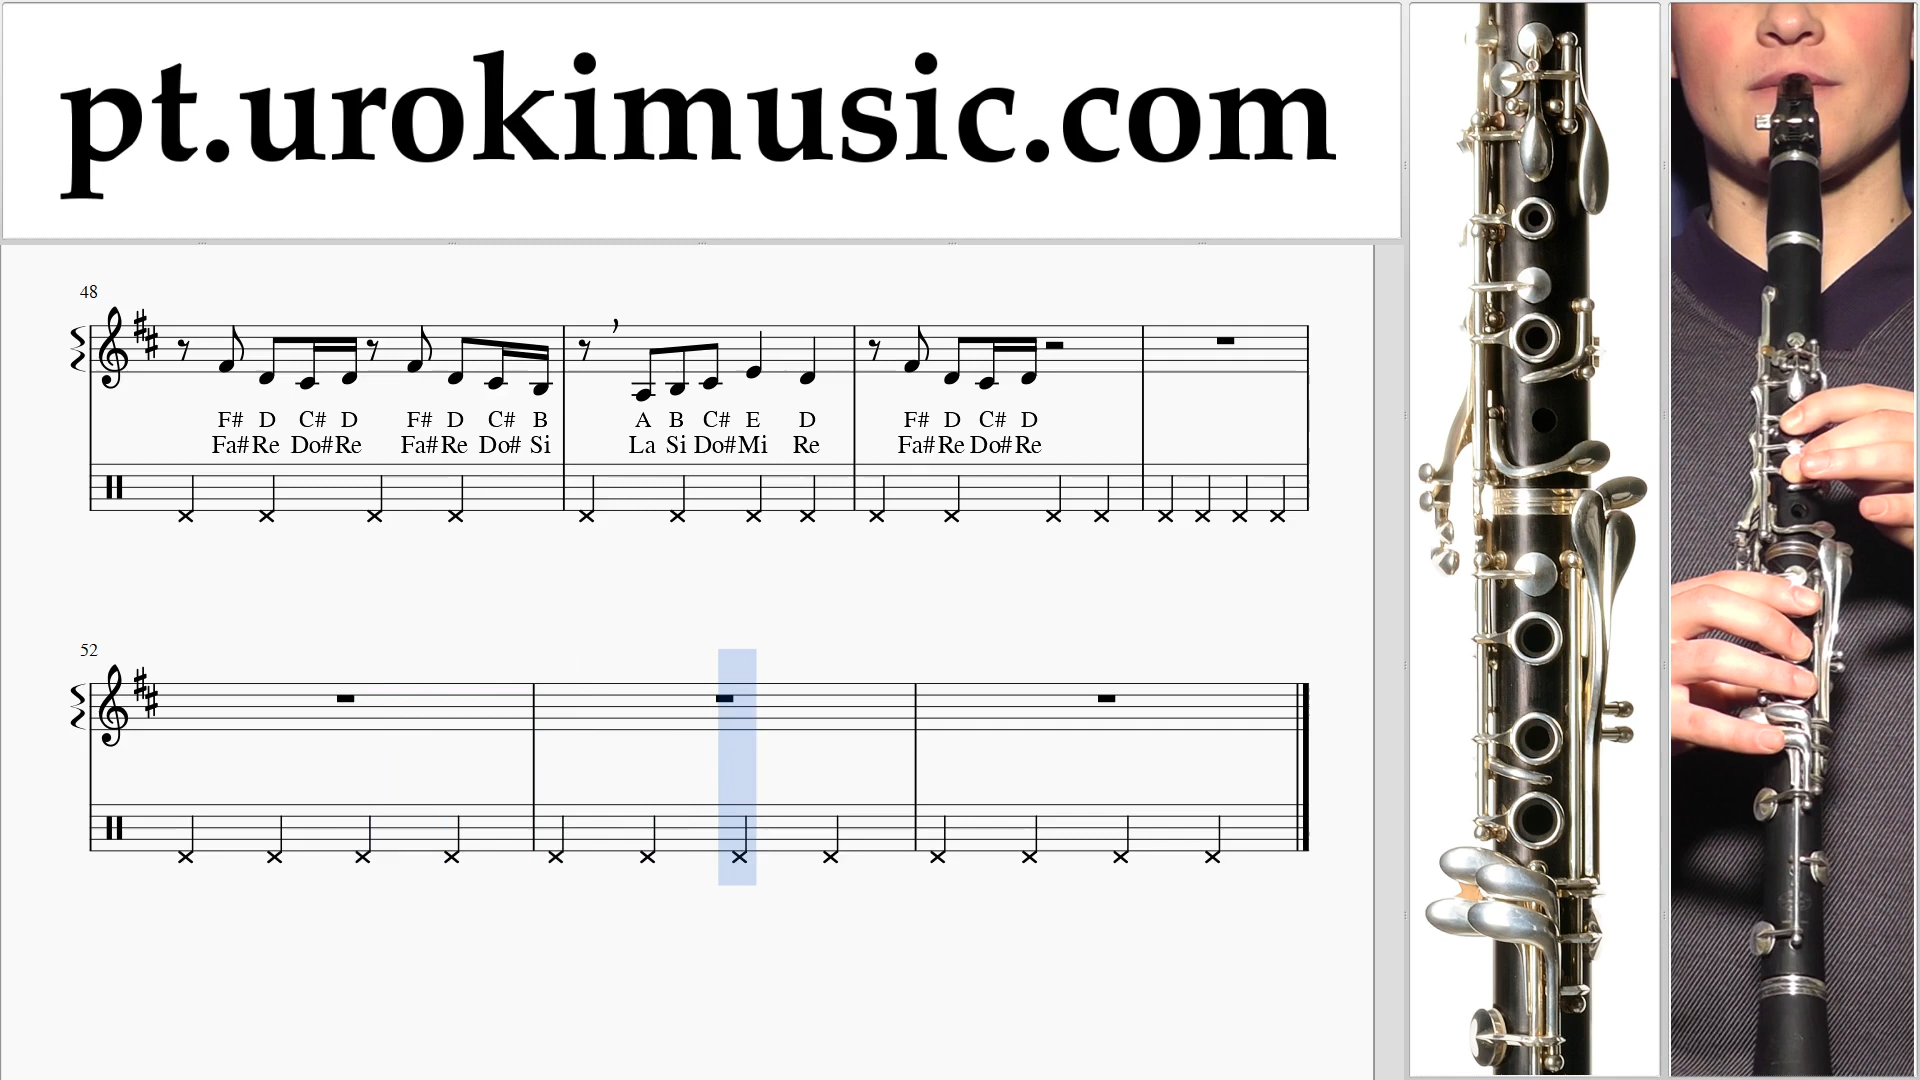 pt.urokimusic.com
48
F# D C# D F# D C# B A B C# E D F# D C# D
Fa# Re Do# Re Fa# Re Do# Si La Si Do# Mi Re Fa# Re Do# Re
52